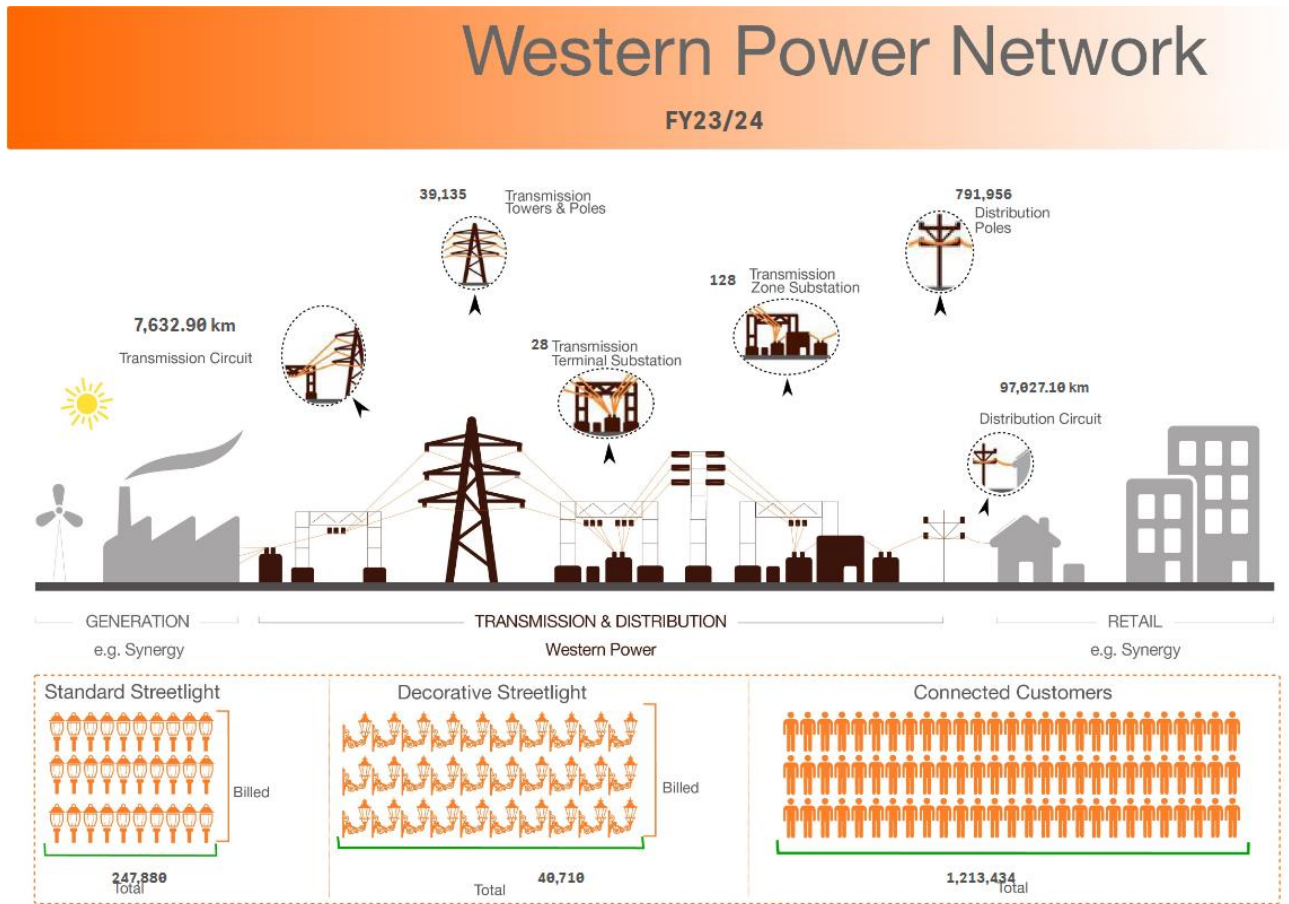 Western Power Network
FY23/24
39,135
Transmission
Towers & Poles
791,956
Distribution
Poles
128
Transmission
Zone Substation
7,632.90 km
Transmission Circuit
28
Transmission
Terminal Substation
97,027.10 km
Distribution Circuit
GENERATION
e.g. Synergy
TRANSMISSION & DISTRIBUTION
Western Power
RETAIL
e.g. Synergy
Standard Streetlight
Billed
247,880
Total
Decorative Streetlight
Billed
40,710
Total
Connected Customers
1,213,434
Total